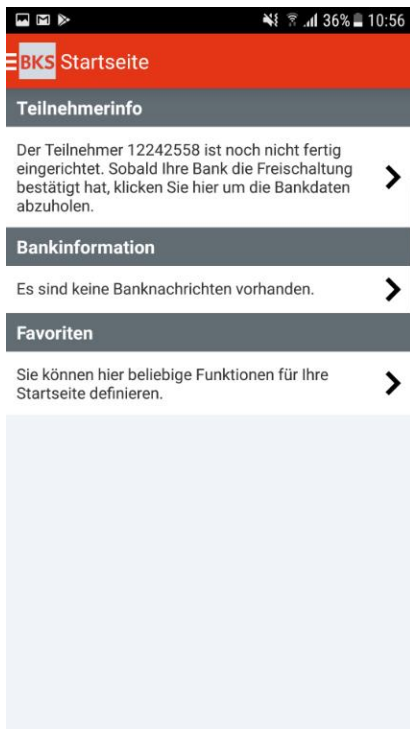 36% 10:56
BKS Startseite
Teilnehmerinfo
Der Teilnehmer 12242558 ist noch nicht fertig
eingerichtet. Sobald Ihre Bank die Freischaltung
bestätigt hat, klicken Sie hier um die Bankdaten
abzuholen.
Bankinformation
Es sind keine Banknachrichten vorhanden.
Favoriten
Sie können hier beliebige Funktionen für Ihre
Startseite definieren.